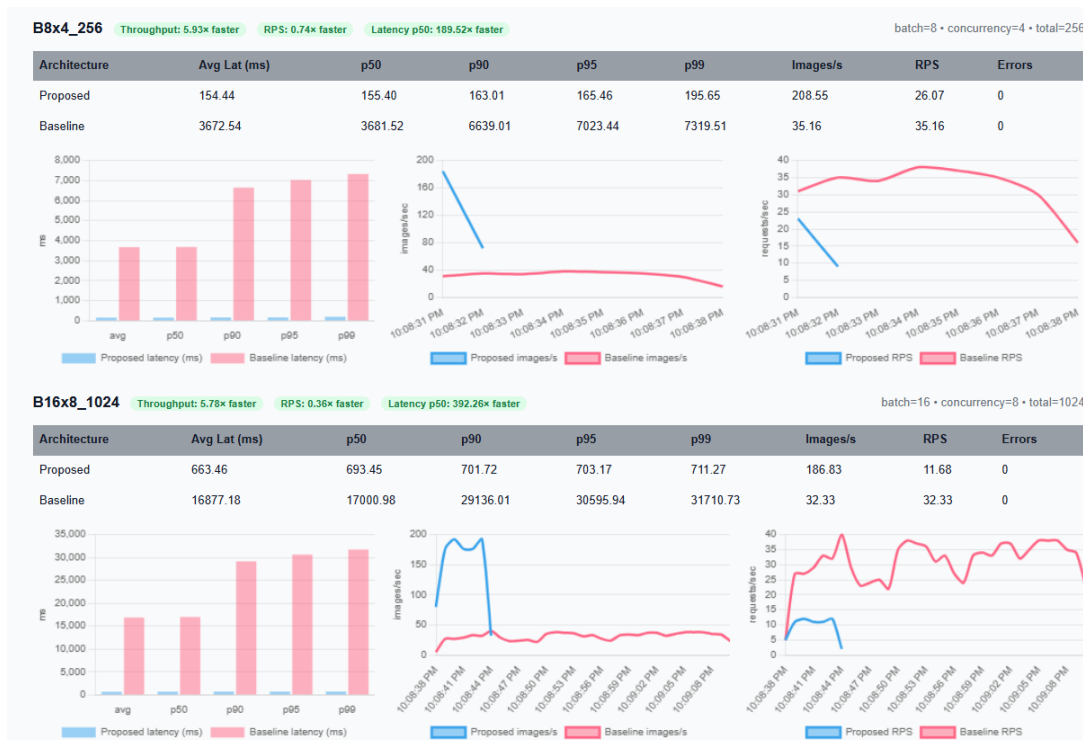 B8x4_256 Throughput: 5.93× faster RPS: 0.74× faster Latency p50: 189.52× faster batch=8 • concurrency=4 • total=256
Architecture Avg Lat (ms) p50 p90 p95 p99 Images/s RPS Errors
Proposed 154.44 155.40 163.01 165.46 195.65 208.55 26.07 0
Baseline 3672.54 3681.52 6639.01 7023.44 7319.51 35.16 35.16 0
8,000
7,000
6,000
5,000
4,000
3,000
2,000
1,000
0
ms
avg p50 p90 p95 p99
Proposed latency (ms) Baseline latency (ms)
200
160
120
80
40
0
images/sec
10:08:31 PM 10:08:32 PM 10:08:33 PM 10:08:34 PM 10:08:35 PM 10:08:36 PM 10:08:37 PM 10:08:38 PM
Proposed images/s Baseline images/s
40
35
30
25
20
15
10
5
0
requests/sec
10:08:31 PM 10:08:32 PM 10:08:33 PM 10:08:34 PM 10:08:35 PM 10:08:36 PM 10:08:37 PM 10:08:38 PM
Proposed RPS Baseline RPS
B16x8_1024 Throughput: 5.78× faster RPS: 0.36× faster Latency p50: 392.26× faster batch=16 • concurrency=8 • total=1024
Architecture Avg Lat (ms) p50 p90 p95 p99 Images/s RPS Errors
Proposed 663.46 693.45 701.72 703.17 711.27 186.83 11.68 0
Baseline 16877.18 17000.98 29136.01 30595.94 31710.73 32.33 32.33 0
35,000
30,000
25,000
20,000
15,000
10,000
5,000
0
ms
avg p50 p90 p95 p99
Proposed latency (ms) Baseline latency (ms)
200
150
100
50
0
images/sec
10:08:38 PM 10:08:41 PM 10:08:44 PM 10:08:47 PM 10:08:50 PM 10:08:53 PM 10:08:56 PM 10:08:59 PM 10:09:02 PM 10:09:05 PM 10:09:08 PM
Proposed images/s Baseline images/s
40
35
30
25
20
15
10
5
0
requests/sec
10:08:38 PM 10:08:41 PM 10:08:44 PM 10:08:47 PM 10:08:50 PM 10:08:53 PM 10:08:56 PM 10:08:59 PM 10:09:02 PM 10:09:05 PM 10:09:08 PM
Proposed RPS Baseline RPS